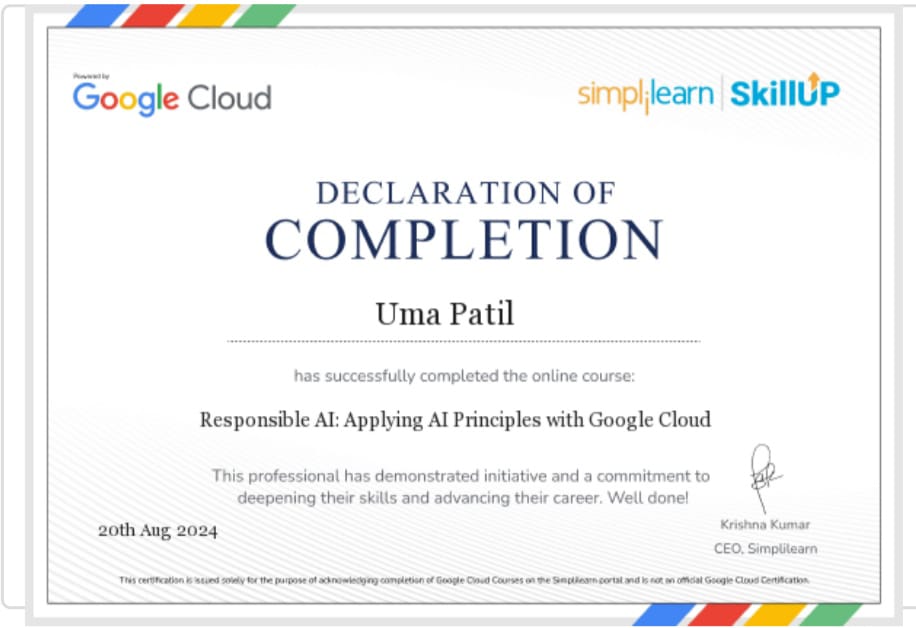 Powered by
Google Cloud
simplilearn | SkillUP
DECLARATION OF
COMPLETION
Uma Patil
has successfully completed the online course:
Responsible AI: Applying AI Principles with Google Cloud
This professional has demonstrated initiative and a commitment to
deepening their skills and advancing their career. Well done!
20th Aug 2024
Krishna Kumar
CEO, Simplilearn
This certification is issued solely for the purpose of acknowledging completion of Google Cloud Courses on the Simplilearn portal and is not an official Google Cloud Certification.